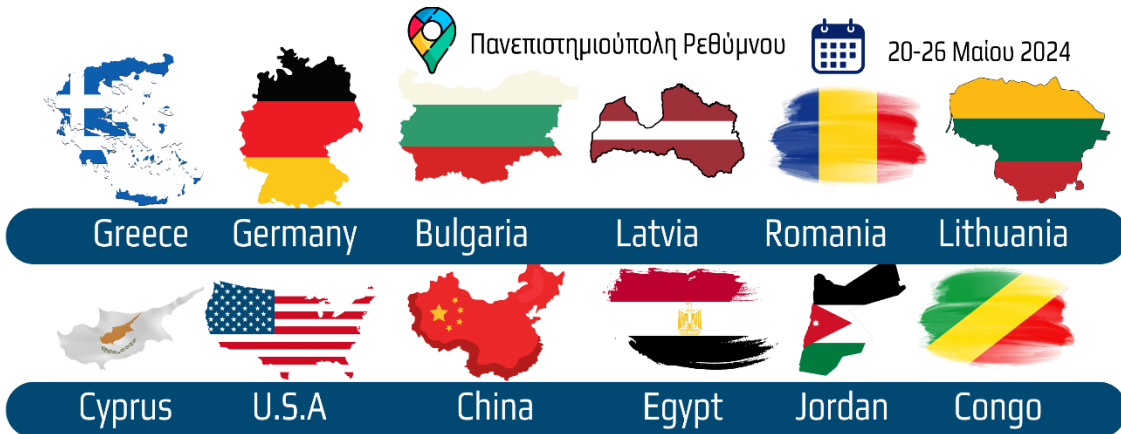 Πανεπιστημιούπολη Ρεθύμνου
20-26 Μαίου 2024
Greece Germany Bulgaria Latvia Romania Lithuania
Cyprus U.S.A China Egypt Jordan Congo